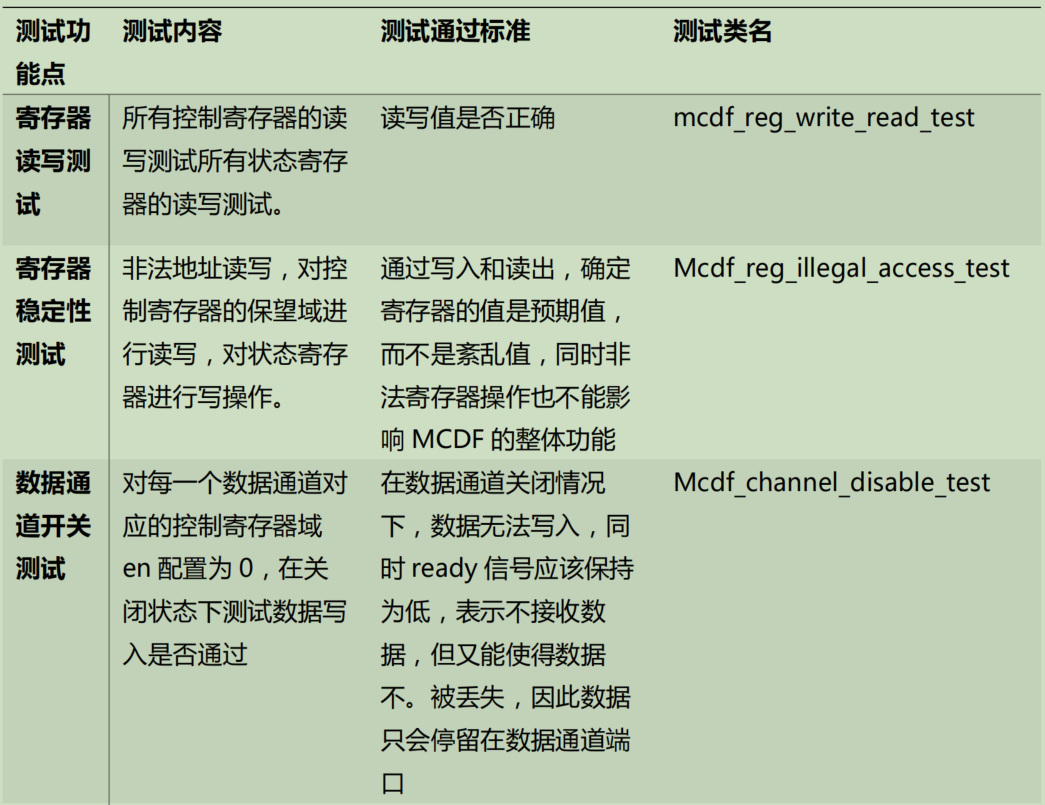 测试功能点 测试内容 测试通过标准 测试类名
寄存器 所有控制寄存器的读 读写值是否正确 mcdf_reg_write_read_test
读写测 写测试所有状态寄存
试 器的读写测试。
寄存器 非法地址读写，对控 通过写入和读出，确定 Mcdf_reg_illegal_access_test
稳定性 制寄存器的保望域进 寄存器的值是预期值，
测试 行读写，对状态寄存 而不是紊乱值，同时非
器进行写操作。 法寄存器操作也不能影
响 MCDF 的整体功能
数据通 对每一个数据通道对 在数据通道关闭情况 Mcdf_channel_disable_test
道开关 应的控制寄存器域 下，数据无法写入，同
测试 en 配置为 0，在关 时 ready 信号应该保持
闭状态下测试数据写 为低，表示不接收数
入是否通过 据，但又能使得数据
不。被丢失，因此数据
只会停留在数据通道端
口